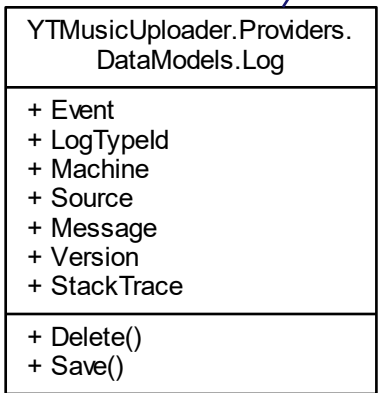 YTMusicUploader.Providers.
DataModels.Log
+ Event
+ LogTypeId
+ Machine
+ Source
+ Message
+ Version
+ StackTrace
+ Delete()
+ Save()